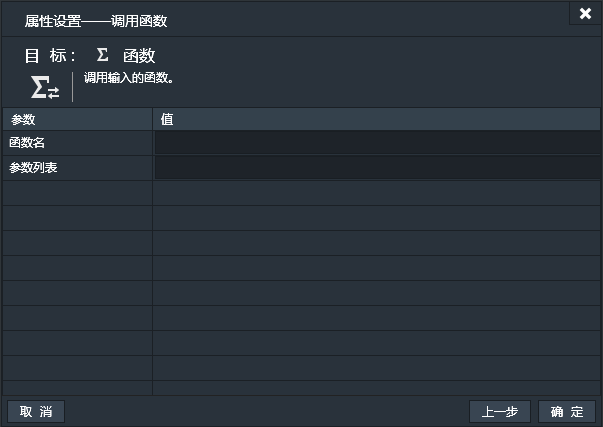 属性设置——调用函数
目 标： Σ 函数
调用输入的函数。
参数 值
函数名
参数列表
取 消 上一步 确 定